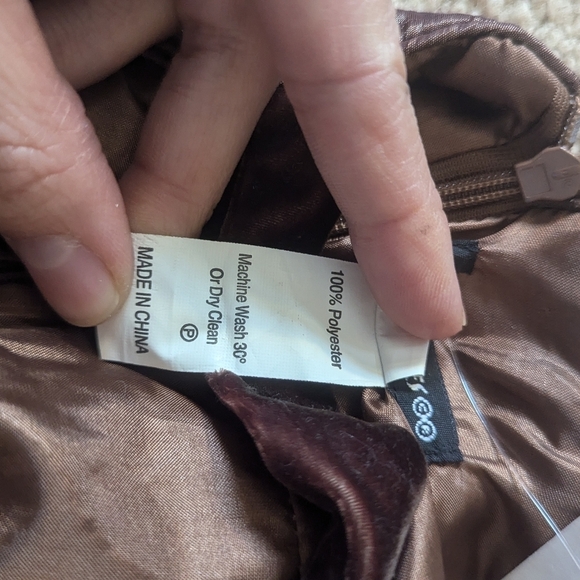 100% Polyester
Machine Wash 30°
Or Dry Clean
P
MADE IN CHINA